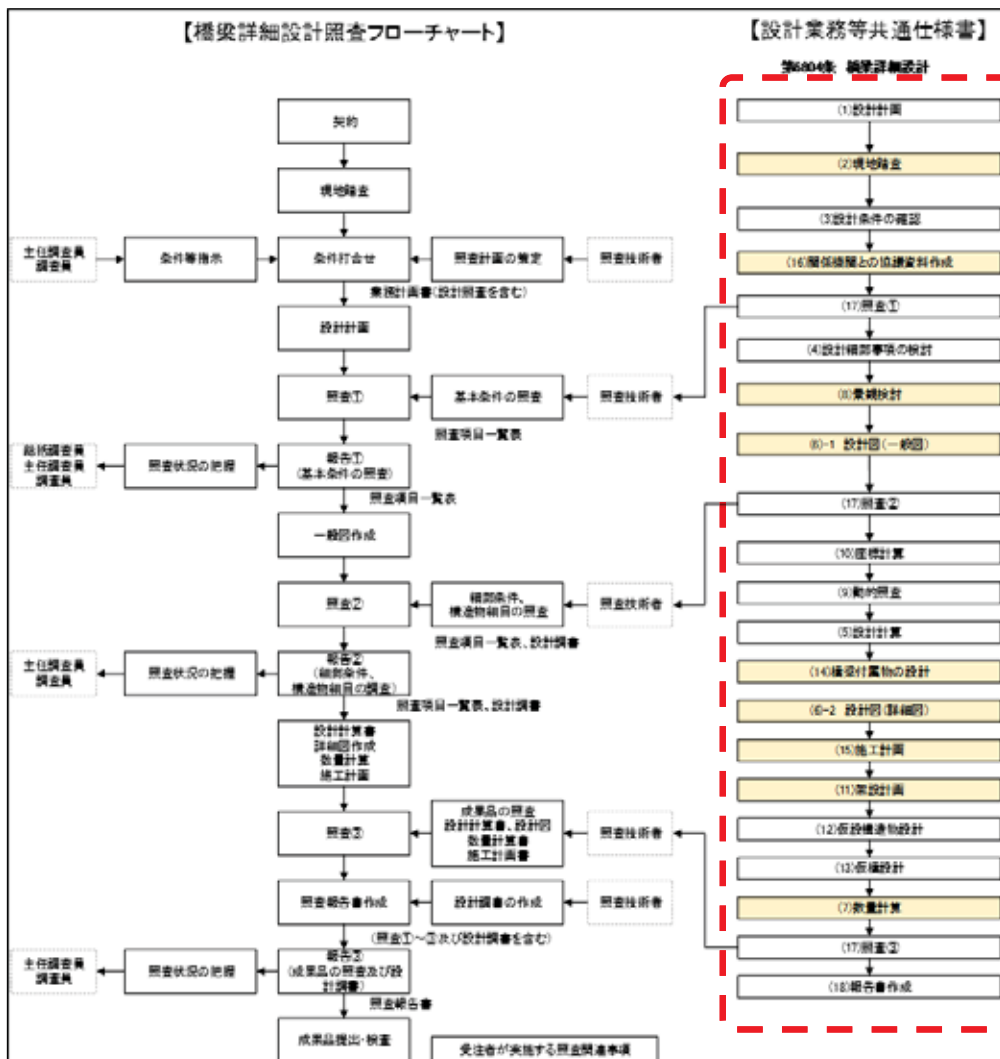 【橋梁詳細設計照査フローチャート】
契約
現地踏査
主任調査員
調査員
条件等指示
条件打合せ
照査計画の策定
照査技術者
業務計画書(設計照査を含む)
設計計画
照査①
基本条件の照査
照査技術者
照査項目一覧表
総括調査員
主任調査員
調査員
照査状況の把握
報告①
(基本条件の照査)
照査項目一覧表
一般図作成
照査②
細部条件、
構造物細目の照査
照査技術者
照査項目一覧表、設計調書
主任調査員
調査員
照査状況の把握
報告②
(細部条件、
構造物細目の調査)
照査項目一覧表、設計調書
設計計算書
詳細図作成
数量計算
施工計画
照査③
成果品の照査
設計計算書、設計図
数量計算書
施工計画書
照査技術者
照査報告書作成
設計調書の作成
照査技術者
(照査①～③及び設計調書を含む)
主任調査員
調査員
照査状況の把握
報告③
(成果品の照査及び設
計調書)
照査報告書
成果品提出・検査
受注者が実施する照査関連事項
【設計業務等共通仕様書】
第6804条 橋梁詳細設計
(1)設計計画
(2)現地踏査
(3)設計条件の確認
(16)関係機関との協議資料作成
(17)照査①
(4)設計細部事項の検討
(8)景観検討
(6)-1 設計図(一般図)
(17)照査②
(10)座標計算
(9)動的照査
(5)設計計算
(14)橋梁付属物の設計
(6)-2 設計図(詳細図)
(15)施工計画
(11)架設計画
(12)仮設構造物設計
(13)仮橋設計
(7)数量計算
(17)照査③
(18)報告書作成